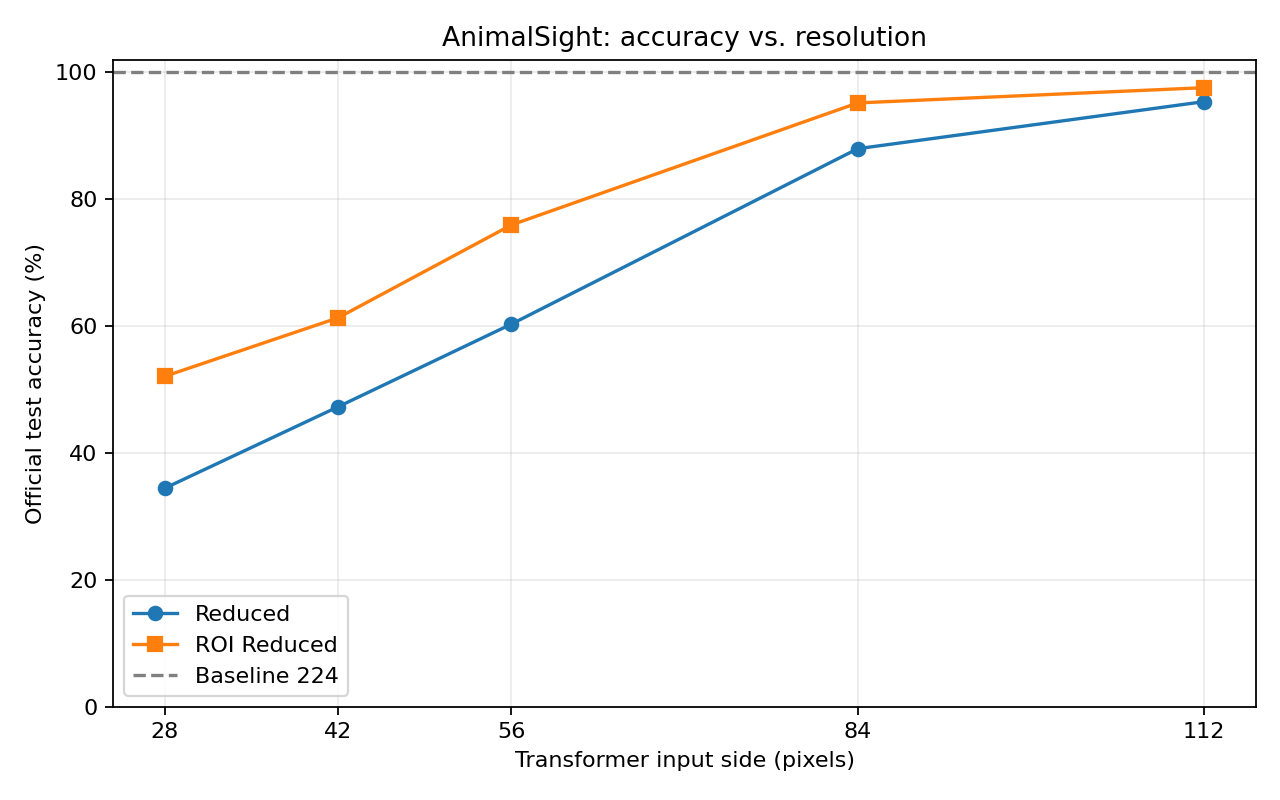 AnimalSight: accuracy vs. resolution
Official test accuracy (%)
100
80
60
40
20
0
Reduced
ROI Reduced
Baseline 224
28 42 56 84 112
Transformer input side (pixels)